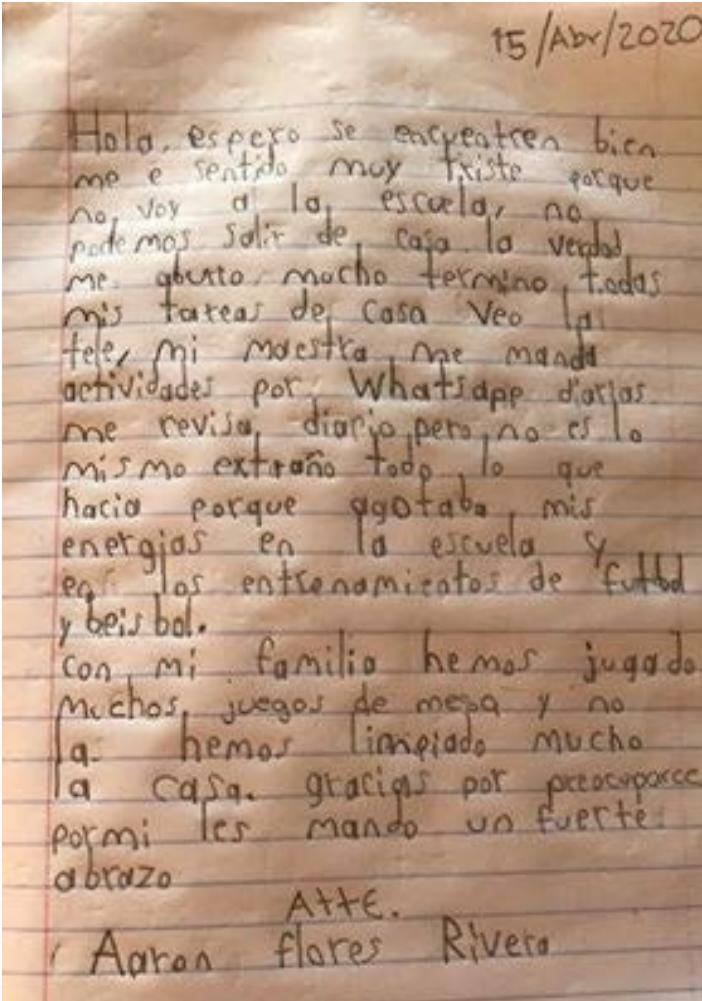 15/Abr/2020
Hola, espero se encuentren bien
me e sentido muy triste porque
no, voy a la escuela, no
podemos salir de casa la verdad
me aburro mucho termino todas
mis tareas de casa veo la
tele, mi maestra me manda
actividades por Whatsapp diarias
me revisa diario, pero no es lo
mismo extraño todo lo que
hacia porque agotaba mis
energias en la escuela y
en los entrenamientos de futbol
y beisbol.
con mi familia hemos jugado
muchos juegos de mesa y no
la hemos limpiado mucho
la casa. gracias por preocuparce
pormi les mando un fuerte
abrazo
Atte.
Aaron flores Rivera